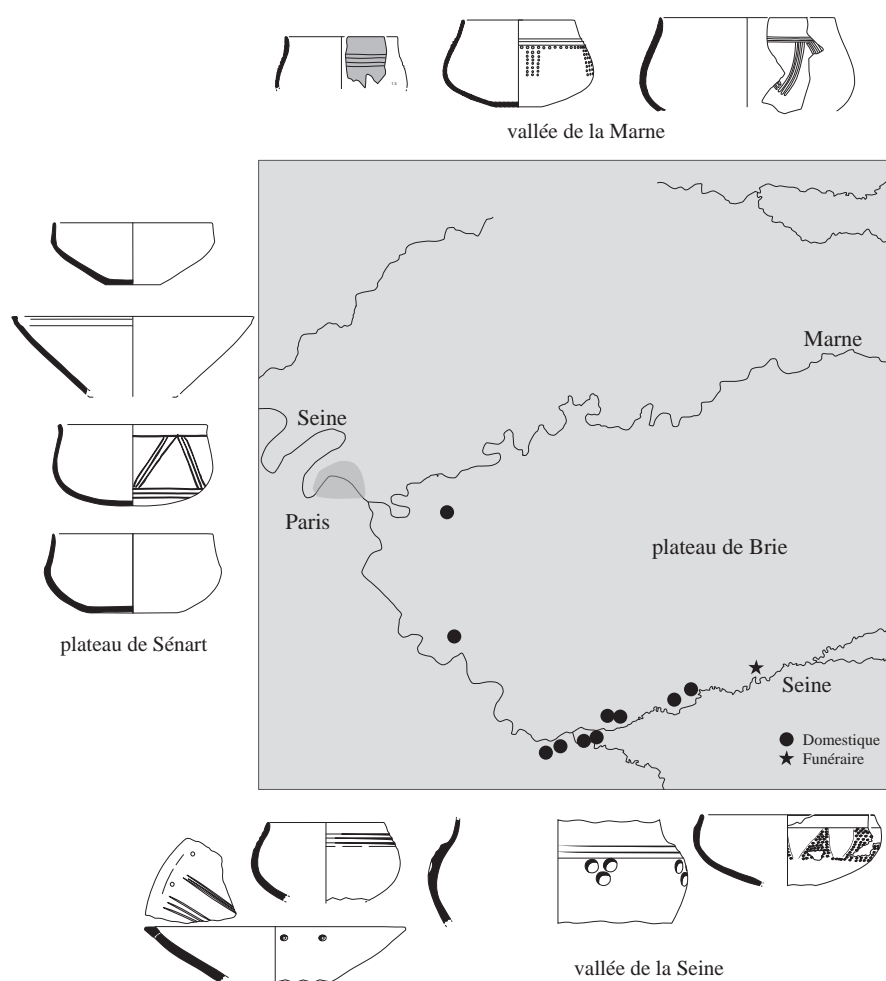 vallée de la Marne
Marne
Seine
Paris
plateau de Brie
plateau de Sénart
Seine
Domestique
Funéraire
vallée de la Seine